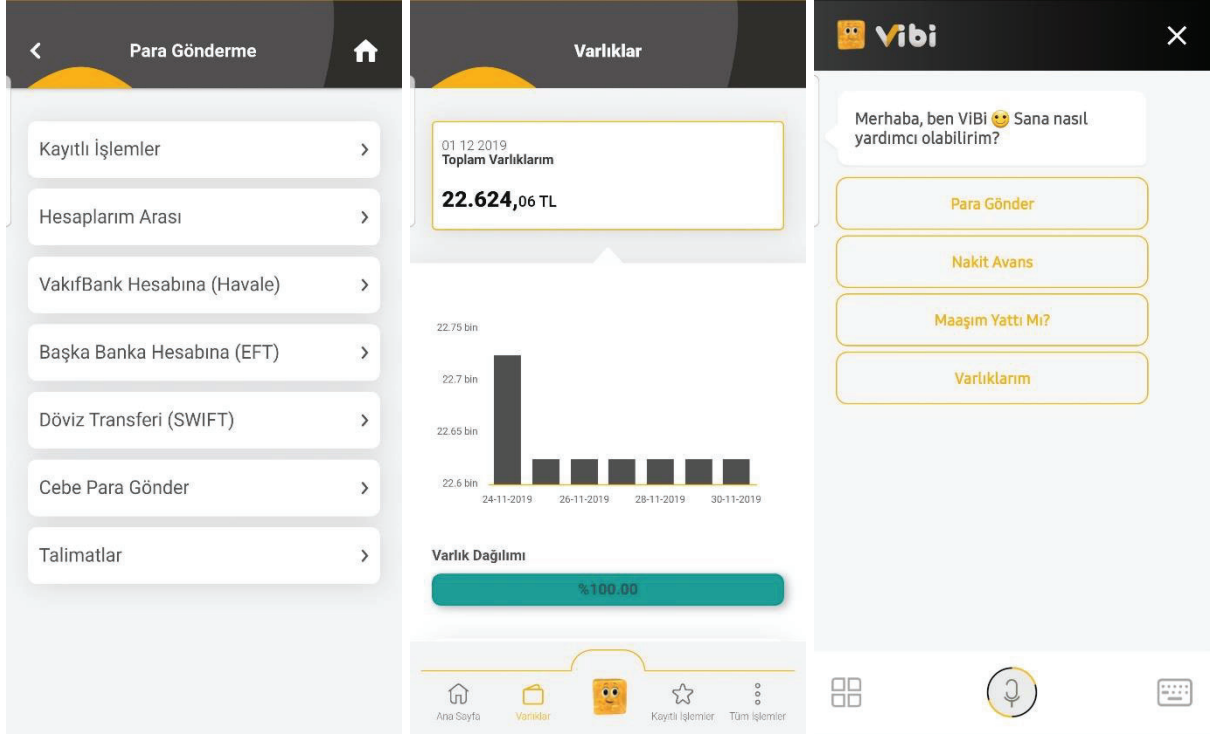 Para Gönderme
Kayıtlı İşlemler
Hesaplarım Arası
VakıfBank Hesabına (Havale)
Başka Banka Hesabına (EFT)
Döviz Transferi (SWIFT)
Cebe Para Gönder
Talimatlar
Varlıklar
01 12 2019
Toplam Varlıklarım
22.624,06 TL
22.75 bin
22.7 bin
22.65 bin
22.6 bin
24-11-2019 26-11-2019 28-11-2019 30-11-2019
Varlık Dağılımı
%100.00
Ana Sayfa Varlıklar Kayıtlı İşlemler Tüm İşlemler
Vibi
Merhaba, ben ViBi 🙂 Sana nasıl
yardımcı olabilirim?
Para Gönder
Nakit Avans
Maaşım Yattı Mı?
Varlıklarım